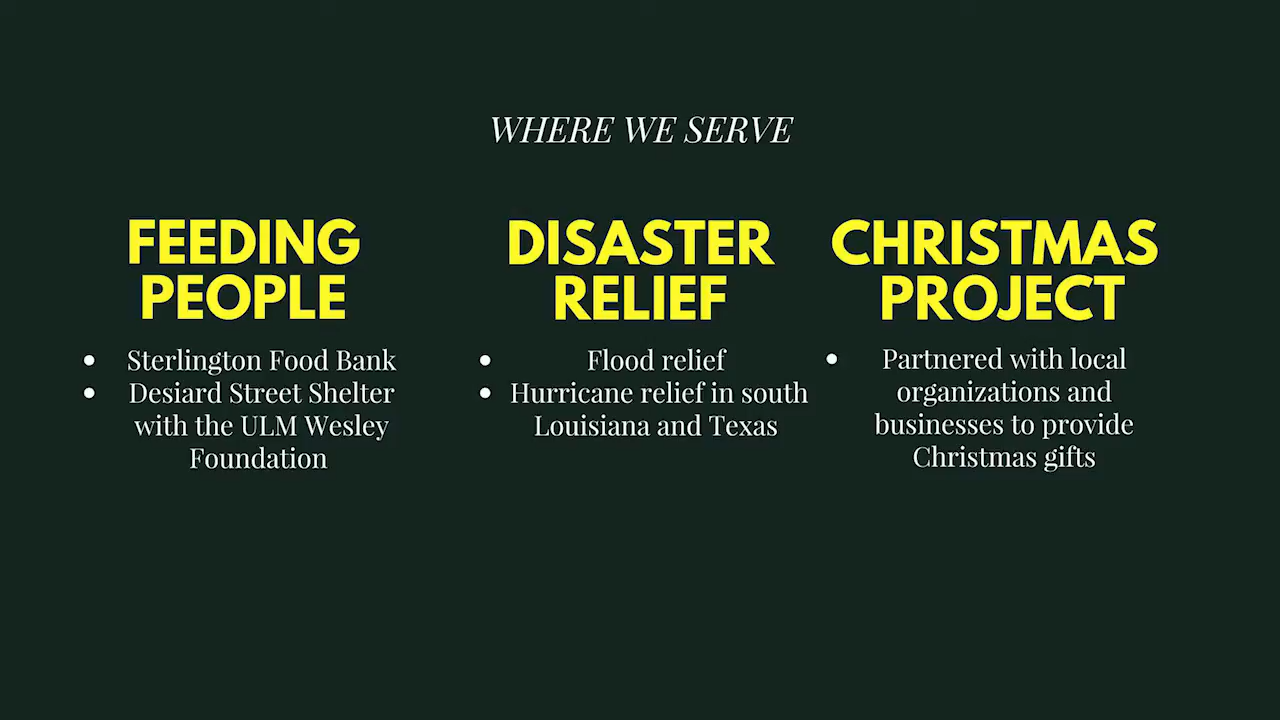 WHERE WE SERVE
FEEDING
PEOPLE
• Sterlington Food Bank
• Desiard Street Shelter
with the ULM Wesley
Foundation
DISASTER
RELIEF
• Flood relief
• Hurricane relief in south
Louisiana and Texas
CHRISTMAS
PROJECT
• Partnered with local
organizations and
businesses to provide
Christmas gifts